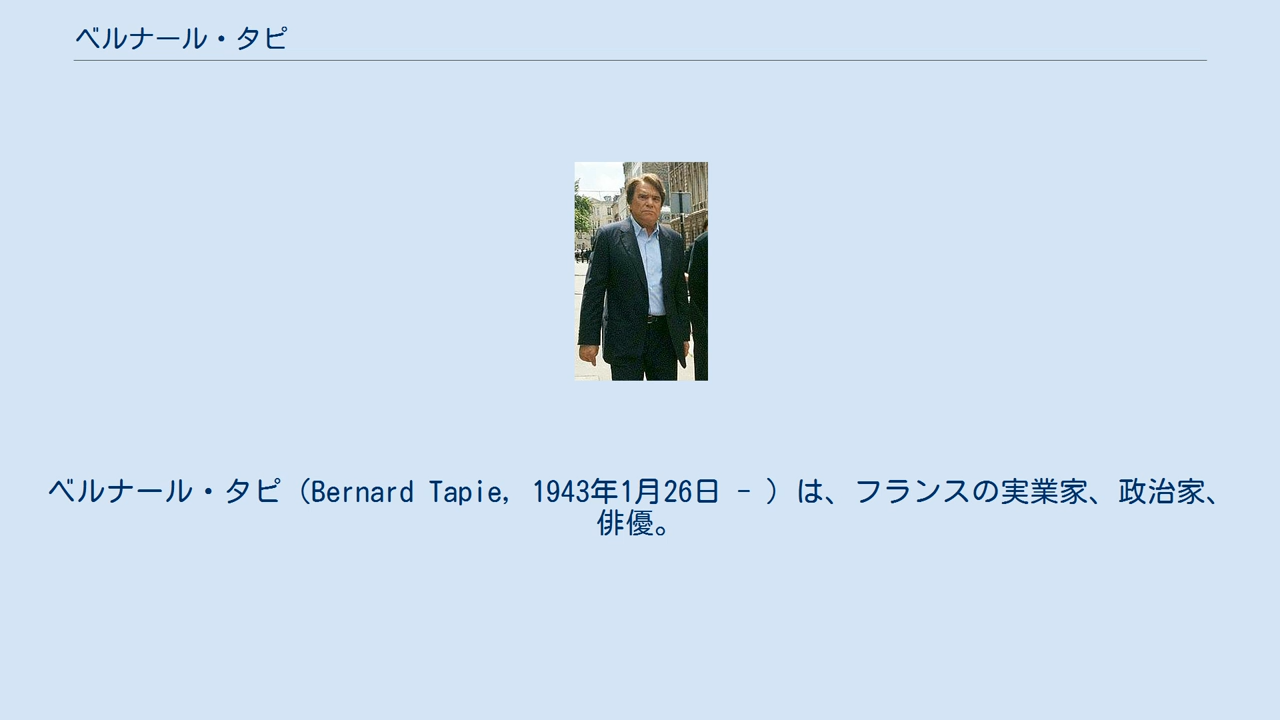 ベルナール・タピ
ベルナール・タピ（Bernard Tapie, 1943年1月26日 - ）は、フランスの実業家、政治家、
俳優。